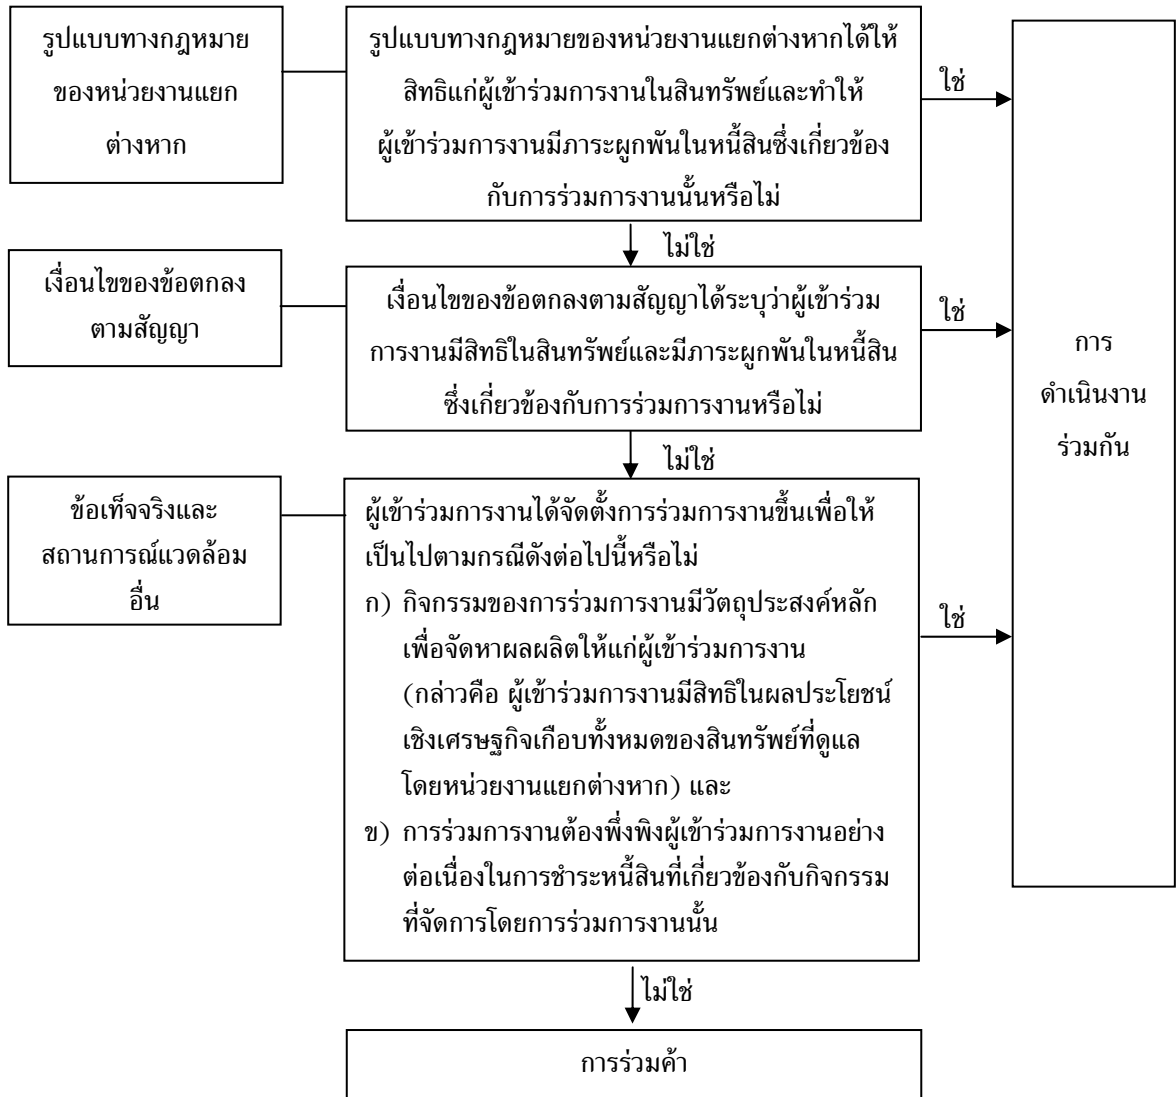 รูปแบบทางกฎหมาย
ของหน่วยงานแยก
ต่างหาก
รูปแบบทางกฎหมายของหน่วยงานแยกต่างหากได้ให้
สิทธิแก่ผู้เข้าร่วมการงานในสินทรัพย์และทำให้
ผู้เข้าร่วมการงานมีภาระผูกพันในหนี้สินซึ่งเกี่ยวข้อง
กับการร่วมการงานนั้นหรือไม่
ใช่
ไม่ใช่
เงื่อนไขของข้อตกลง
ตามสัญญา
เงื่อนไขของข้อตกลงตามสัญญาได้ระบุว่าผู้เข้าร่วม
การงานมีสิทธิในสินทรัพย์และมีภาระผูกพันในหนี้สิน
ซึ่งเกี่ยวข้องกับการร่วมการงานหรือไม่
ใช่
การ
ดำเนินงาน
ร่วมกัน
ไม่ใช่
ข้อเท็จจริงและ
สถานการณ์แวดล้อม
อื่น
ผู้เข้าร่วมการงานได้จัดตั้งการร่วมการงานขึ้นเพื่อให้
เป็นไปตามกรณีดังต่อไปนี้หรือไม่
ก) กิจกรรมของการร่วมการงานมีวัตถุประสงค์หลัก
เพื่อจัดหาผลผลิตให้แก่ผู้เข้าร่วมการงาน
(กล่าวคือ ผู้เข้าร่วมการงานมีสิทธิในผลประโยชน์
เชิงเศรษฐกิจเกือบทั้งหมดของสินทรัพย์ที่ดูแล
โดยหน่วยงานแยกต่างหาก) และ
ข) การร่วมการงานต้องพึ่งพิงผู้เข้าร่วมการงานอย่าง
ต่อเนื่องในการชำระหนี้สินที่เกี่ยวข้องกับกิจกรรม
ที่จัดการโดยการร่วมการงานนั้น
ใช่
ไม่ใช่
การร่วมค้า